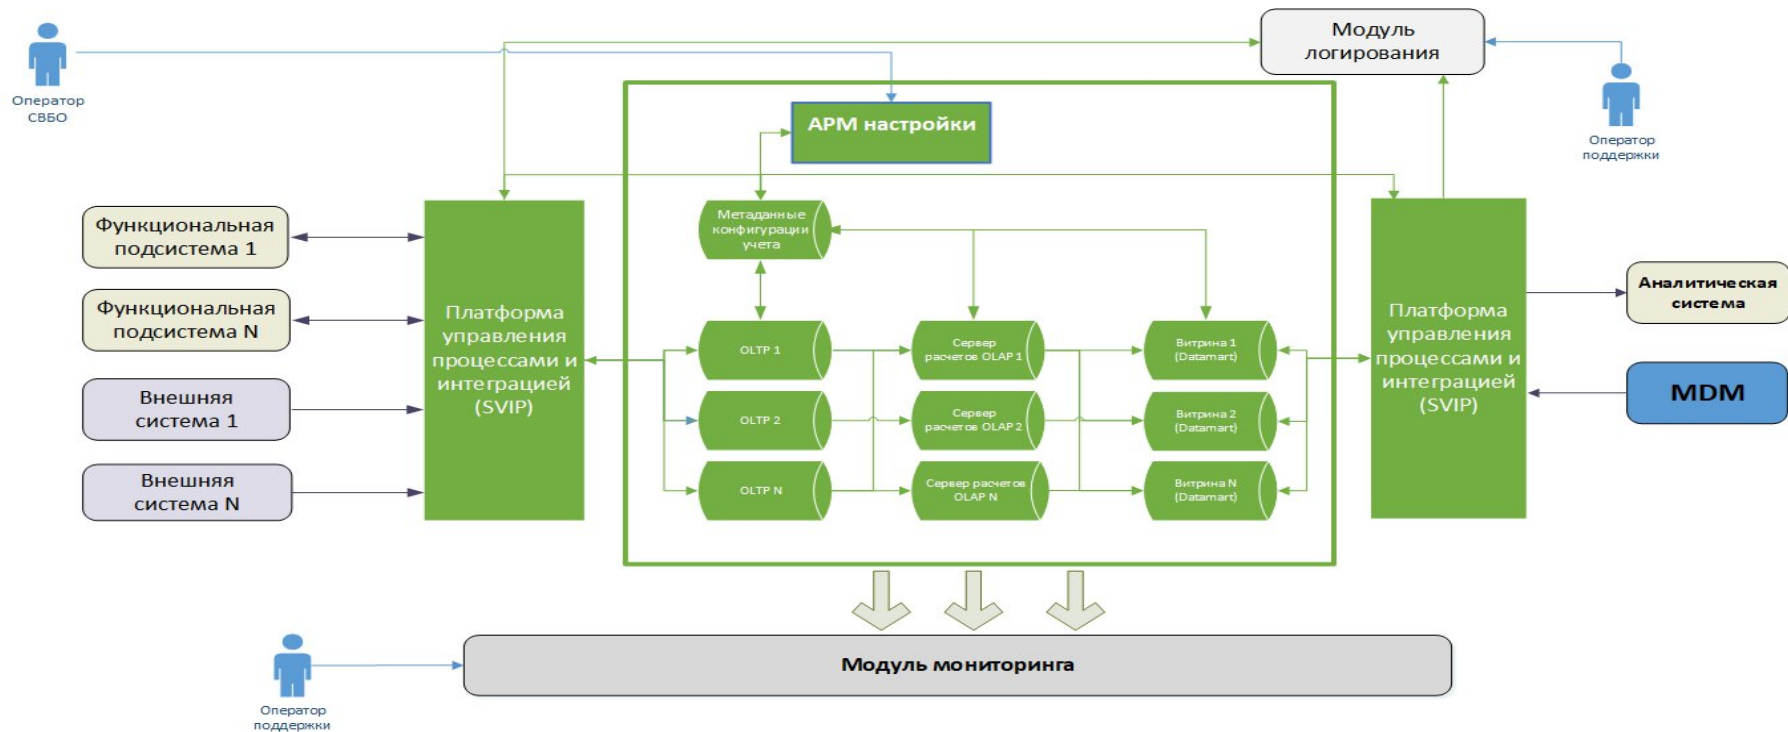 Модуль
логирования
Оператор
СВБО
АРМ настройки
Оператор
поддержки
Функциональная
подсистема 1
Функциональная
подсистема N
Внешняя
система 1
Внешняя
система N
Платформа
управления
процессами и
интеграцией
(SVIP)
Метаданные
конфигурации
учета
OLTP 1
Сервер
расчетов OLAP 1
Витрина 1
(Datamart)
OLTP 2
Сервер
расчетов OLAP 2
Витрина 2
(Datamart)
OLTP N
Сервер расчетов
OLAP N
Витрина N
(Datamart)
Платформа
управления
процессами и
интеграцией
(SVIP)
Аналитическая
система
MDM
Модуль мониторинга
Оператор
поддержки